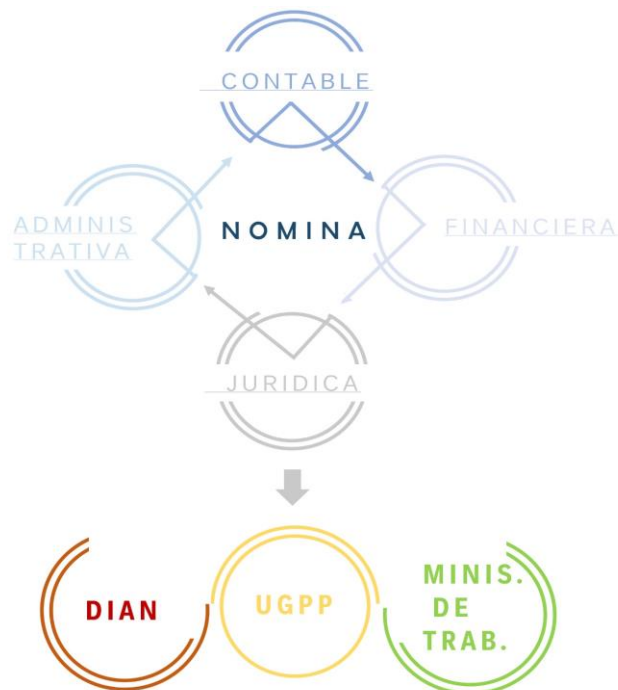 CONTABLE
ADMINIS
TRATIVA
NOMINA
FINANCIERA
JURIDICA
DIAN
UGPP
MINIS.
DE
TRAB.